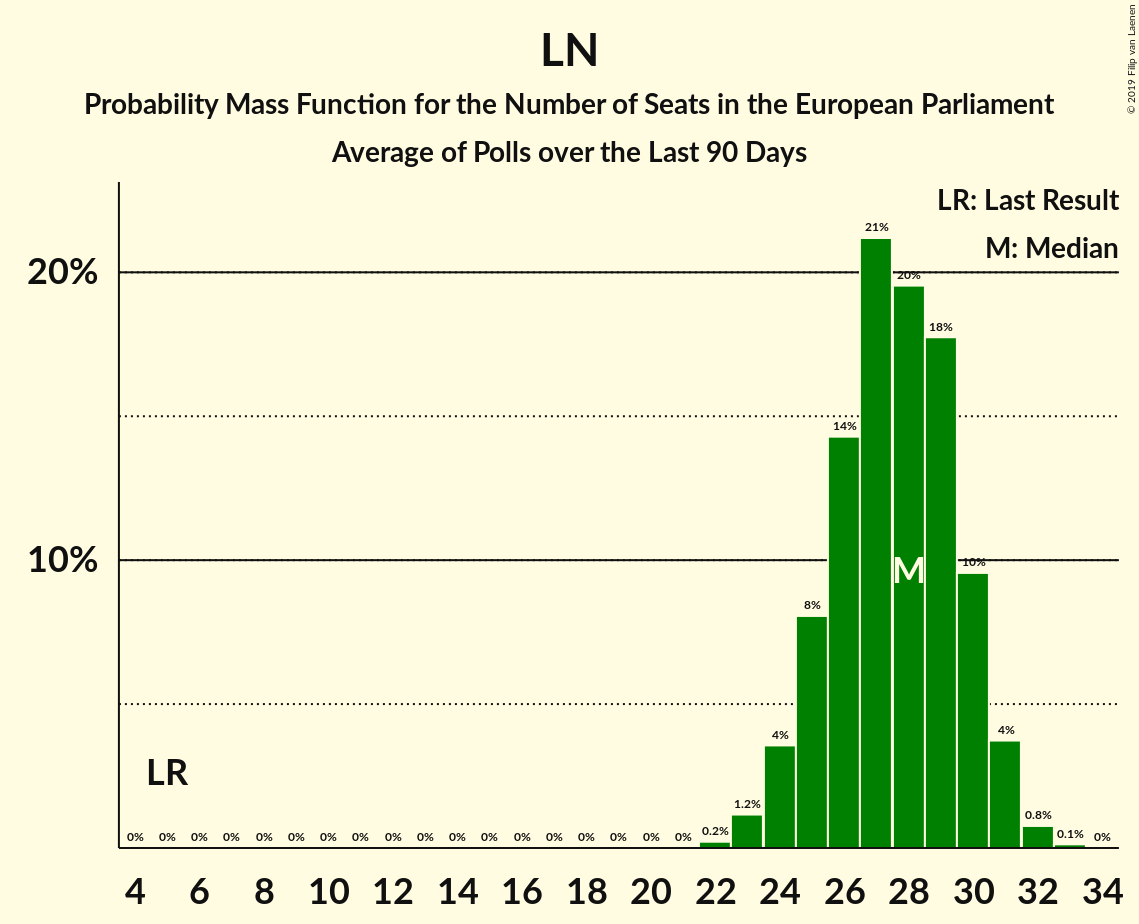 LN
Probability Mass Function for the Number of Seats in the European Parliament
Average of Polls over the Last 90 Days
© 2019 Filip van Laenen
LR: Last Result
M: Median
20%
10%
21%
20%
18%
14%
10%
8%
4%
4%
1.2%
0.8%
0.2%
0.1%
M
LR
0% 0% 0% 0% 0% 0% 0% 0% 0% 0% 0% 0% 0% 0% 0% 0% 0% 0% 0%
4 6 8 10 12 14 16 18 20 22 24 26 28 30 32 34